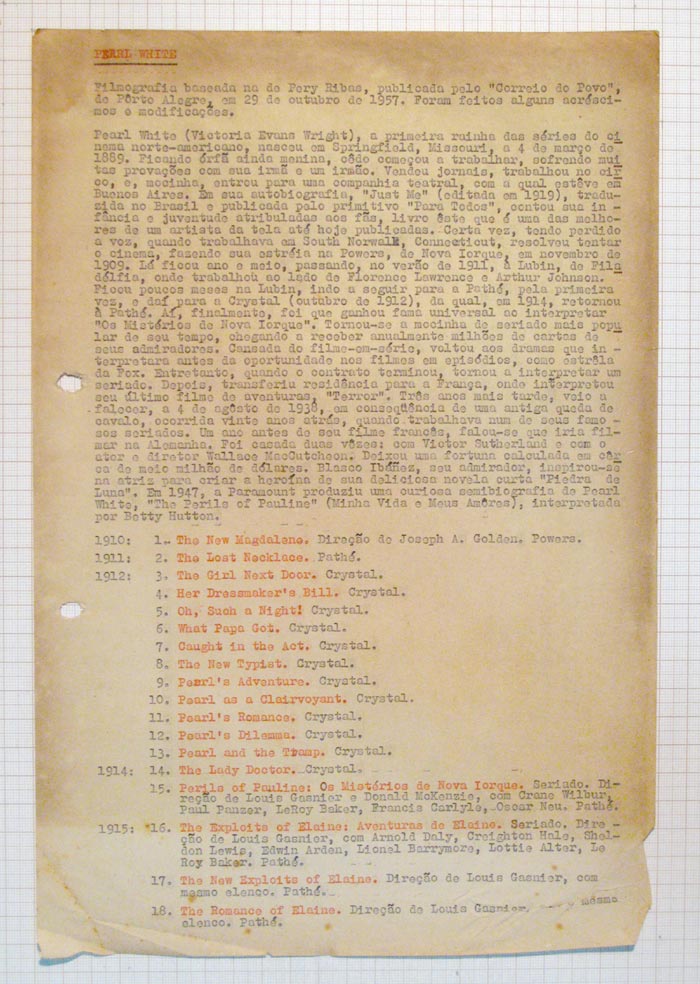 PEARL WHITE
Filmografia baseada na de Pery Ribas, publicada pelo "Correio do Povo",
de Pôrto Alegre, em 29 de outubro de 1957. Foram feitos alguns acrésci-
mos e modificações.
Pearl White (Victoria Evans Wright), a primeira rainha das séries do ci
nema norte-americano, nasceu em Springfield, Missouri, a 4 de março de
1889. Ficando órfã ainda menina, cêdo começou a trabalhar, sofrendo mui
tas provações com sua irmã e um irmão. Vendeu jornais, trabalhou no cir
co, e, mocinha, entrou para uma companhia teatral, com a qual estêve em
Buenos Aires. Em sua autobiografia, "Just Me" (editada em 1919), tradu-
zida no Brasil e publicada pelo primitivo "Para Todos", contou sua in -
fância e juventude atribuladas aos fãs, livro êste que é uma das melho-
res de um artista da tela até hoje publicadas. Certa vez, tendo perdido
a voz, quando trabalhava em South Norwalk, Connecticut, resolveu tentar
o cinema, fazendo sua estréia na Powers, de Nova Iorque, em novembro de
1909. Lá ficou ano e meio, passando, no verão de 1911, à Lubin, de Fila
délfia, onde trabalhou ao lado de Florence Lawrence e Arthur Johnson.
Ficou poucos meses na Lubin, indo a seguir para a Pathé, pela primeira
vez, e daí para a Crystal (outubro de 1912), da qual, em 1914, retornou
à Pathé. Aí, finalmente, foi que ganhou fama universal ao interpretar
"Os Mistérios de Nova Iorque". Tornou-se a mocinha de seriado mais popu
lar de seu tempo, chegando a receber anualmente milhões de cartas de
seus admiradores. Cansada do filme-em-série, voltou aos dramas que in -
terpretara antes da oportunidade nos filmes em episódios, como estrêla
da Fox. Entretanto, quando o contrato terminou, tornou a interpretar um
seriado. Depois, transferiu residência para a França, onde interpretou
seu último filme de aventuras, "Terror". Três anos mais tarde, veio a
falecer, a 4 de agôsto de 1938, em conseqüência de uma antiga queda de
cavalo, ocorrida vinte anos atrás, quando trabalhava num de seus famo
sos seriados. Um ano antes de seu filme francês, falou-se que iria fil-
mar na Alemanha. Foi casada duas vêzes: com Victor Sutherland e com o
ator e diretor Wallace MacCutcheon. Deixou uma fortuna calculada em cêr
ca de meio milhão de dólares. Blasco Ibáñez, seu admirador, inspirou-se
na atriz para criar a heroína de sua deliciosa novela curta "Piedra de
Luna". Em 1947, a Paramount produziu uma curiosa semibiografia de Pearl
White, "The Perils of Pauline" (Minha Vida e Meus Amôres), interpretada
por Betty Hutton.
1910: 1. The New Magdalene. Direção de Joseph A. Golden. Powers.
1911: 2. The Lost Necklace. Pathé.
1912: 3. The Girl Next Door. Crystal.
4. Her Dressmaker's Bill. Crystal.
5. Oh, Such a Night! Crystal.
6. What Papa Got. Crystal.
7. Caught in the Act. Crystal.
8. The New Typist. Crystal.
9. Pearl's Adventure. Crystal.
10. Pearl as a Clairvoyant. Crystal.
11. Pearl's Romance. Crystal.
12. Pearl's Dilemma. Crystal.
13. Pearl and the Tramp. Crystal.
1914: 14. The Lady Doctor. Crystal.
15. Perils of Pauline: Os Mistérios de Nova Iorque. Seriado. Di-
reção de Louis Gasnier e Donald McKenzie, com Crane Wilbur,
Paul Panzer, LeRoy Baker, Francis Carlyle, Oscar Neu. Pathé.
1915: 16. The Exploits of Elaine: Aventuras de Elaine. Seriado. Dire -
ção de Louis Gasnier, com Arnold Daly, Creighton Hale, Shel-
don Lewis, Edwin Arden, Lionel Barrymore, Lottie Alter, Le
Roy Baker. Pathé.
17. The New Exploits of Elaine. Direção de Louis Gasnier, com
mesmo elenco. Pathé.
18. The Romance of Elaine. Direção de Louis Gasnier, mesmo
elenco. Pathé.